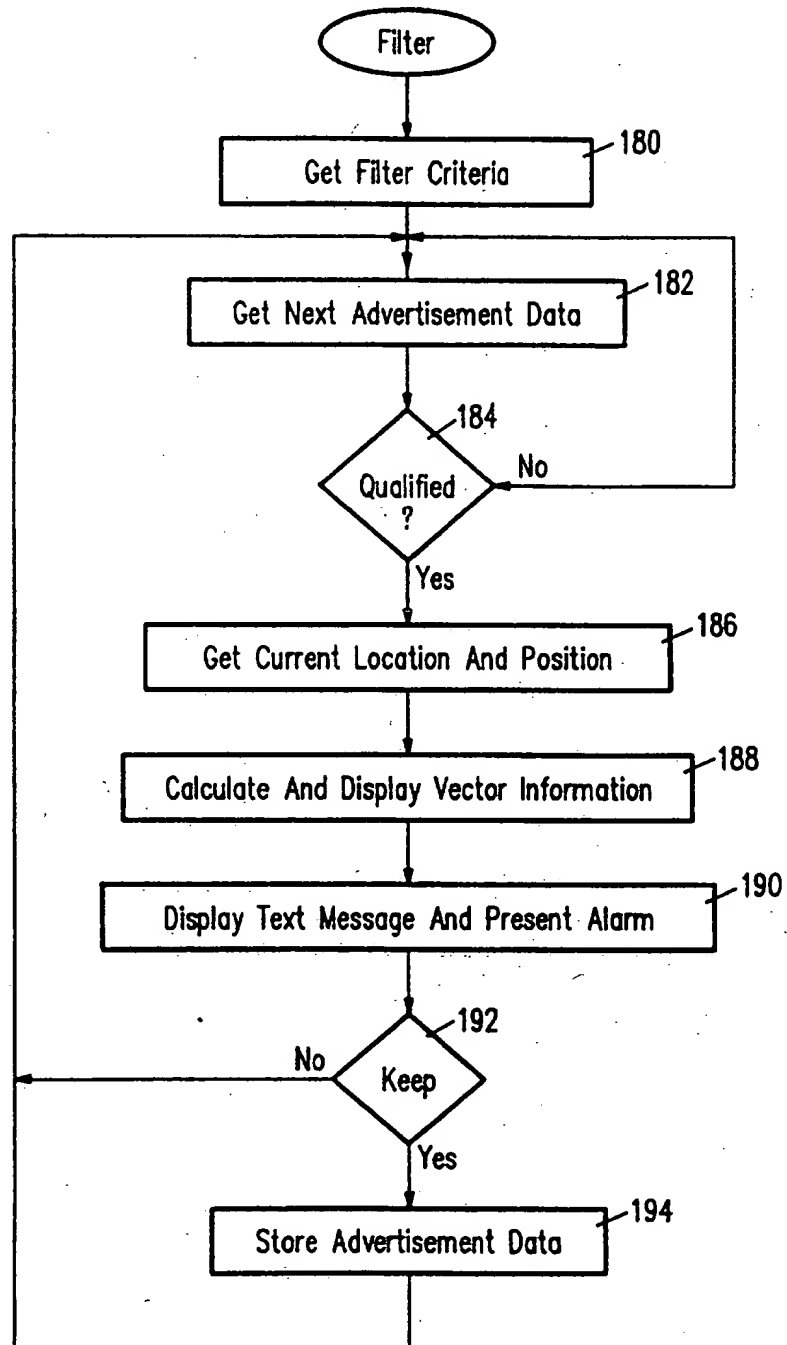 Filter
180
Get Filter Criteria
182
Get Next Advertisement Data
184
Qualified
?
No
Yes
186
Get Current Location And Position
188
Calculate And Display Vector Information
190
Display Text Message And Present Alarm
192
No
Keep
Yes
194
Store Advertisement Data